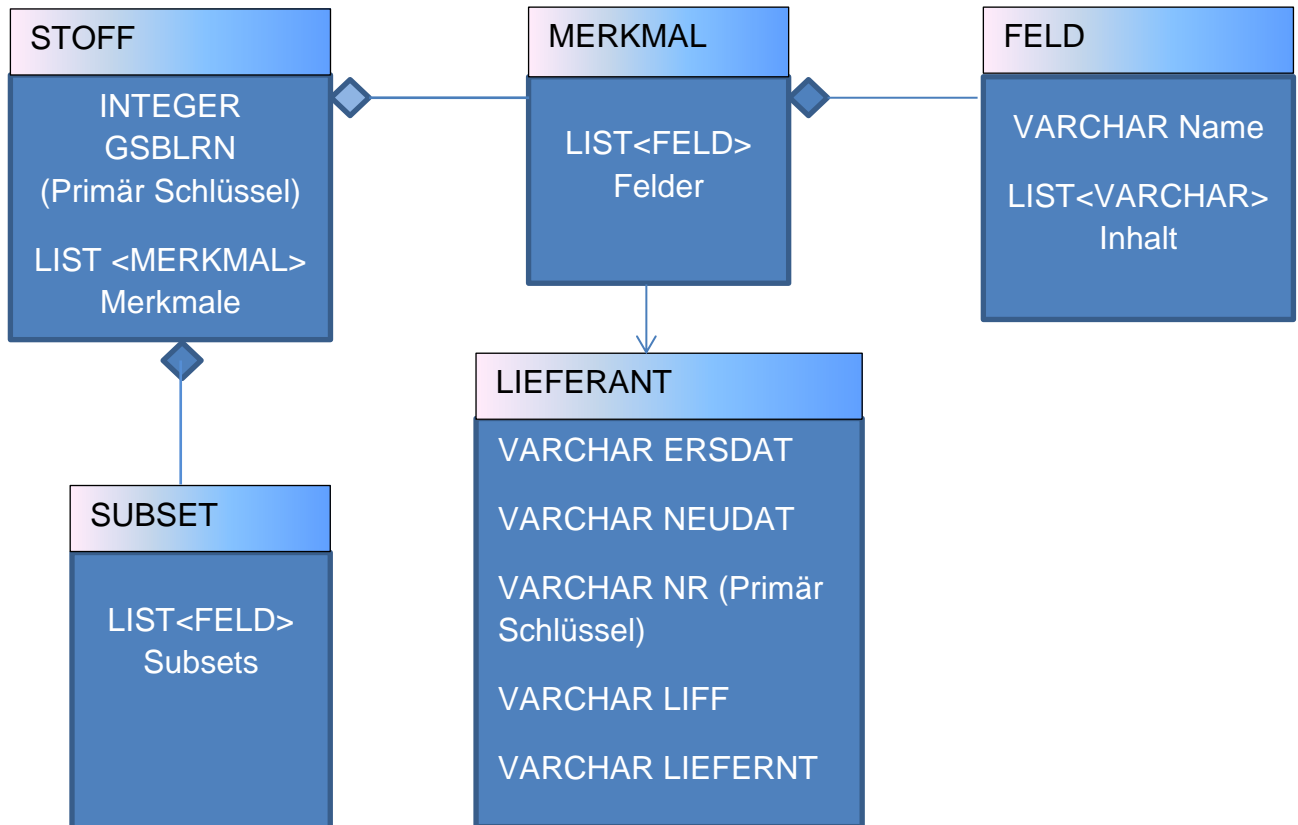 STOFF
INTEGER
GSBLRN
(Primär Schlüssel)
LIST <MERKMAL>
Merkmale
MERKMAL
LIST<FELD>
Felder
FELD
VARCHAR Name
LIST<VARCHAR>
Inhalt
SUBSET
LIST<FELD>
Subsets
LIEFERANT
VARCHAR ERSDAT
VARCHAR NEUDAT
VARCHAR NR (Primär
Schlüssel)
VARCHAR LIFF
VARCHAR LIEFERNT